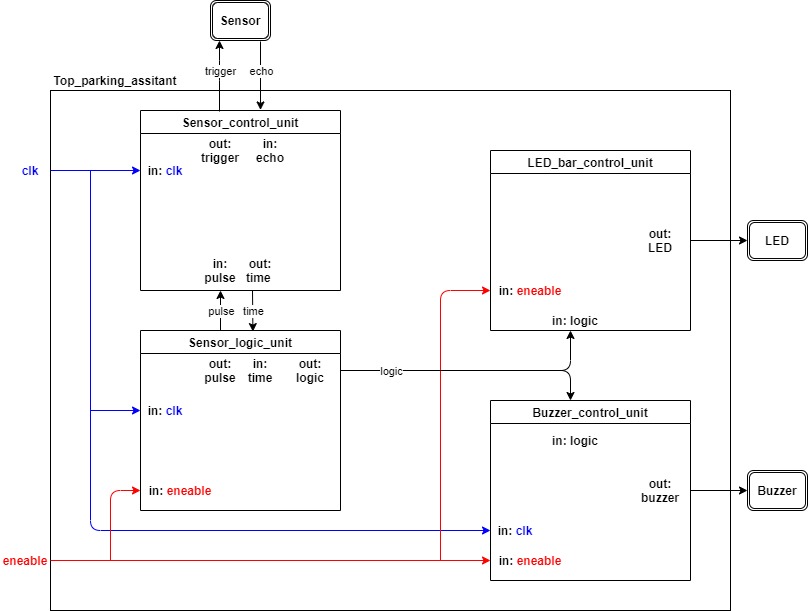 Sensor
trigger
echo
Top_parking_assitant
Sensor_control_unit
out:
trigger
in:
echo
clk
in: clk
in:
pulse
out:
time
pulse
time
Sensor_logic_unit
out:
pulse
in:
time
out:
logic
in: clk
in: eneable
eneable
logic
LED_bar_control_unit
out:
LED
in: eneable
in: logic
LED
Buzzer_control_unit
in: logic
out:
buzzer
in: clk
in: eneable
Buzzer